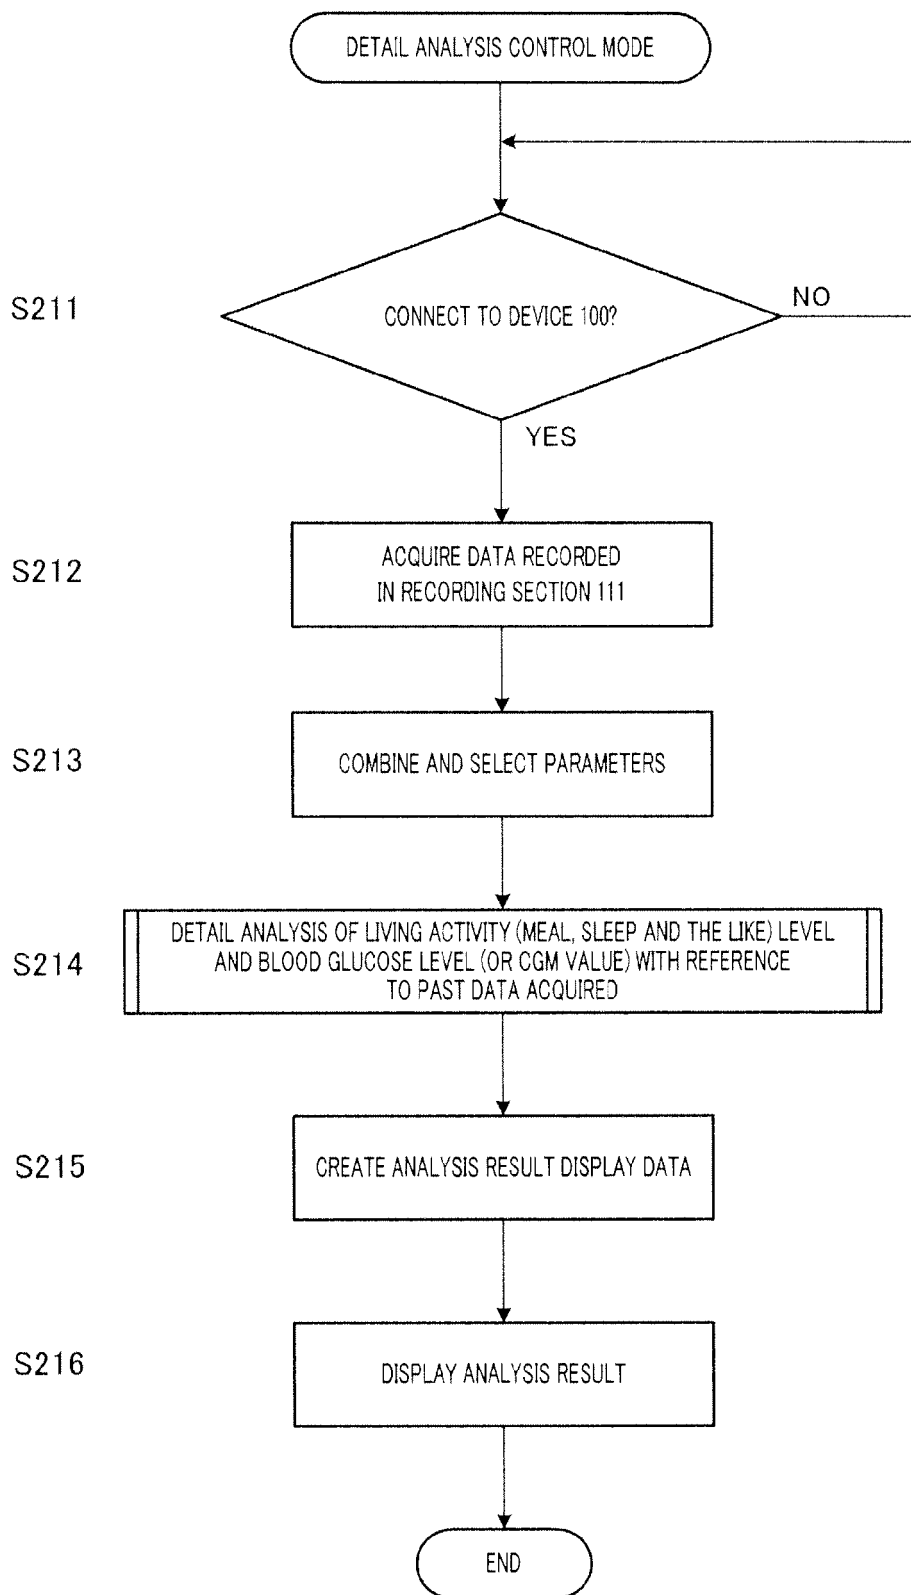 DETAIL ANALYSIS CONTROL MODE
S211
CONNECT TO DEVICE 100?
NO
YES
S212
ACQUIRE DATA RECORDED
IN RECORDING SECTION 111
S213
COMBINE AND SELECT PARAMETERS
S214
DETAIL ANALYSIS OF LIVING ACTIVITY (MEAL, SLEEP AND THE LIKE) LEVEL
AND BLOOD GLUCOSE LEVEL (OR CGM VALUE) WITH REFERENCE
TO PAST DATA ACQUIRED
S215
CREATE ANALYSIS RESULT DISPLAY DATA
S216
DISPLAY ANALYSIS RESULT
END